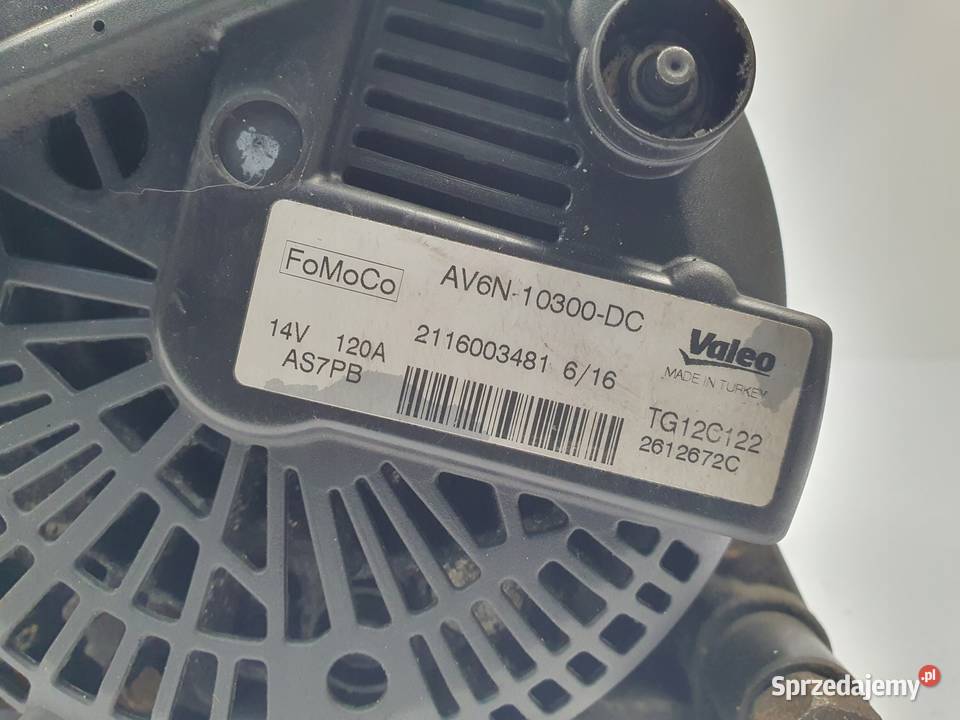 FoMoCo
AV6N-10300-DC
14V 120A
2116003481 6/16
AS7PB
Valeo
MADE IN TURKEY
TG12C122
2612672C
Sprzedajemy.pl